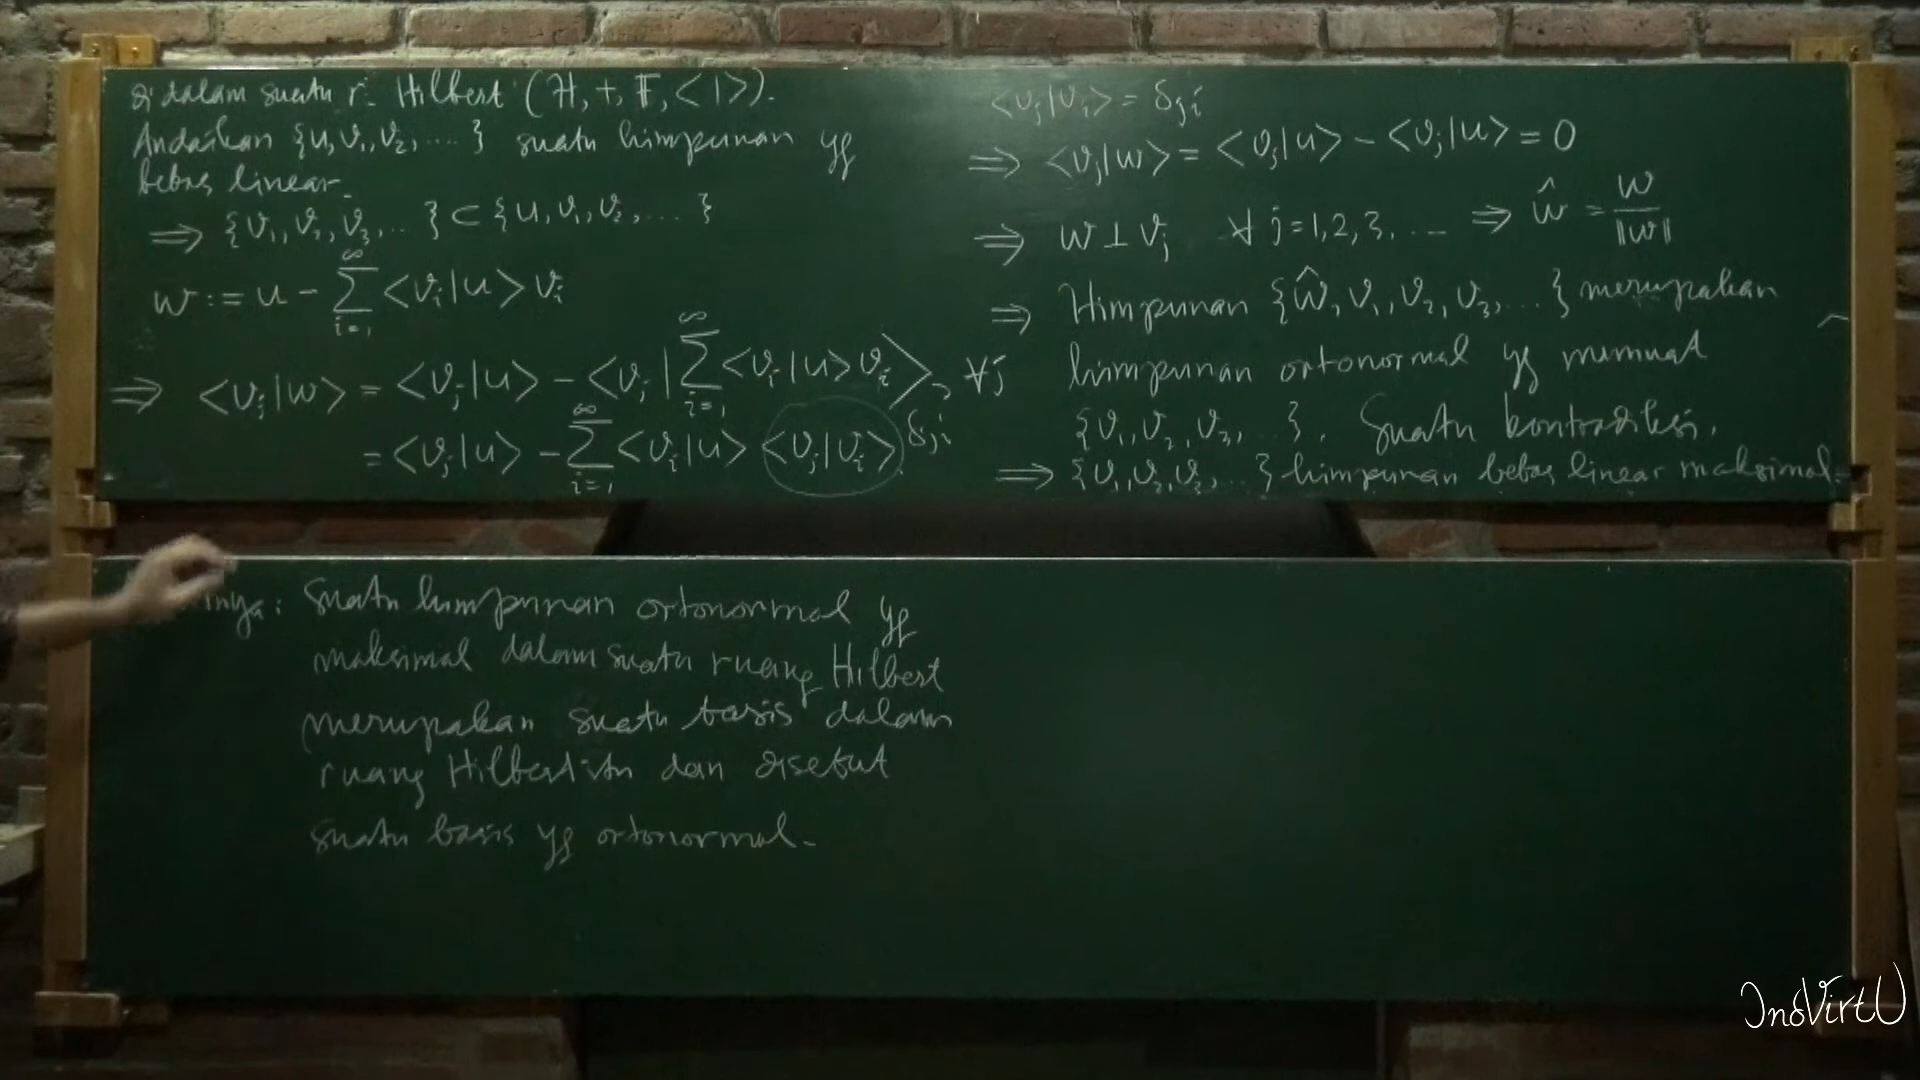 di dalam suatu r. Hilbert (H, +, F, < | >).
Andaikan {u, v₁, v₂, ....} suatu himpunan yg
bebas linear.
⇒ {v₁, v₂, v₃, ...} ⊂ {u, v₁, v₂, ...}
w := u - ∑_{i=1}^{∞} <vᵢ|u> vᵢ
⇒ <vⱼ|w> = <vⱼ|u> - <vⱼ| ∑_{i=1}^{∞} <vᵢ|u> vᵢ>, ∀j
= <vⱼ|u> - ∑_{i=1}^{∞} <vᵢ|u> <vⱼ|vᵢ> δⱼᵢ
<vⱼ|vᵢ> = δⱼᵢ
⇒ <vⱼ|w> = <vⱼ|u> - <vⱼ|u> = 0
⇒ w ⊥ vⱼ ∀ j = 1, 2, 3, .... ⇒ ŵ = w/‖w‖
⇒ Himpunan {ŵ, v₁, v₂, v₃, ...} merupakan
himpunan ortonormal yg memuat
{v₁, v₂, v₃, ...}. Suatu kontradiksi.
⇒ {v₁, v₂, v₃, ...} himpunan bebas linear maksimal.
Suatu himpunan ortonormal yg
maksimal dalam suatu ruang Hilbert
merupakan suatu basis dalam
ruang Hilbert itu dan disebut
suatu basis yg ortonormal.
InoVirtU